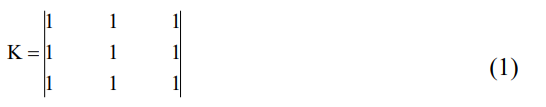 |1 1 1|
K = |1 1 1|
|1 1 1|
(1)